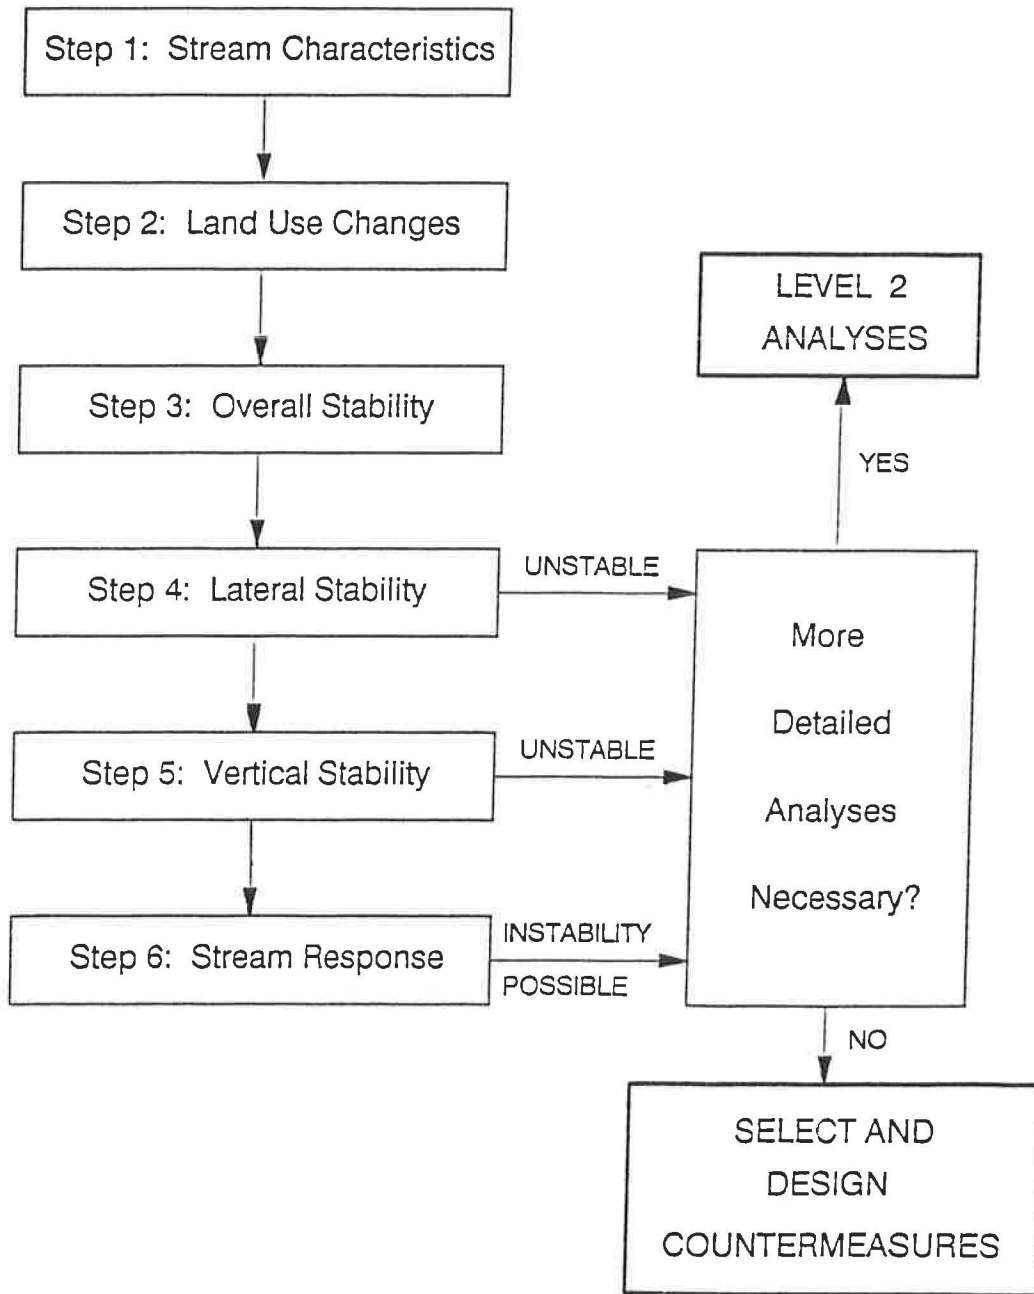 Step 1: Stream Characteristics
Step 2: Land Use Changes
LEVEL 2
ANALYSES
Step 3: Overall Stability
YES
Step 4: Lateral Stability
UNSTABLE
More
Detailed
Analyses
Necessary?
Step 5: Vertical Stability
UNSTABLE
Step 6: Stream Response
INSTABILITY
POSSIBLE
NO
SELECT AND
DESIGN
COUNTERMEASURES